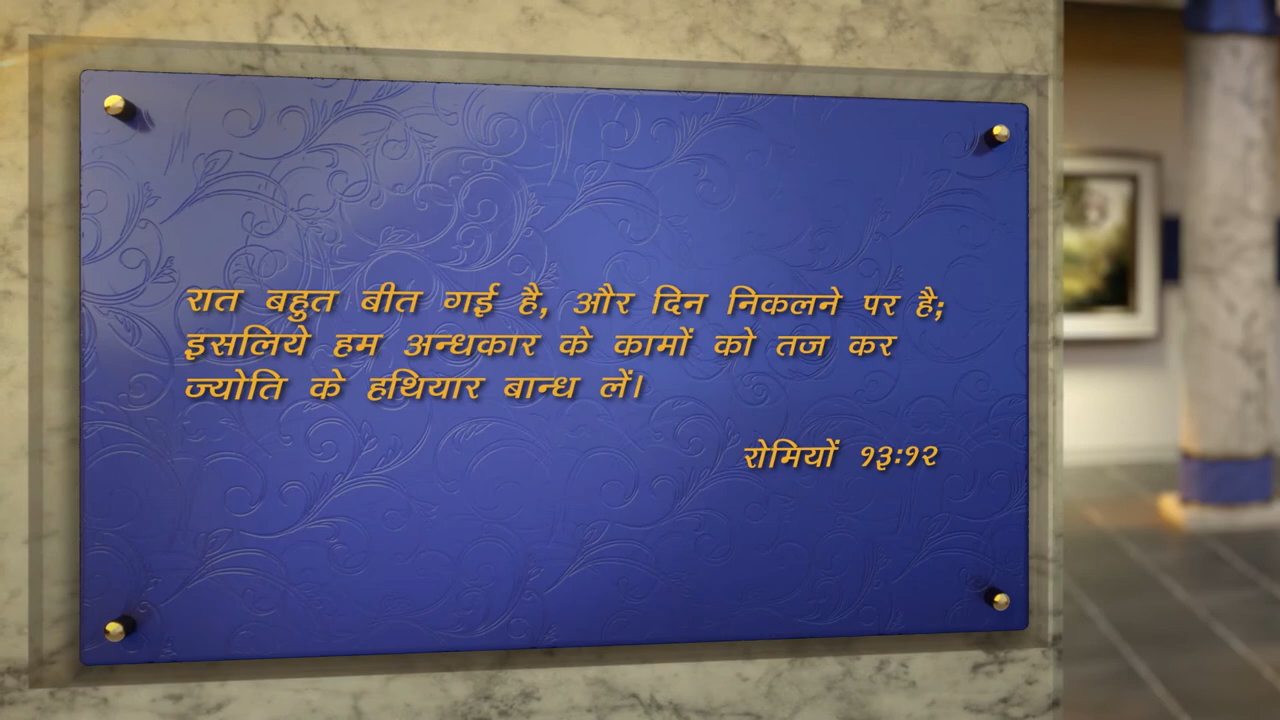 रात बहुत बीत गई है, और दिन निकलने पर है;
इसलिये हम अन्धकार के कामों को तज कर
ज्योति के हथियार बान्ध लें।
रोमियों १३:१२